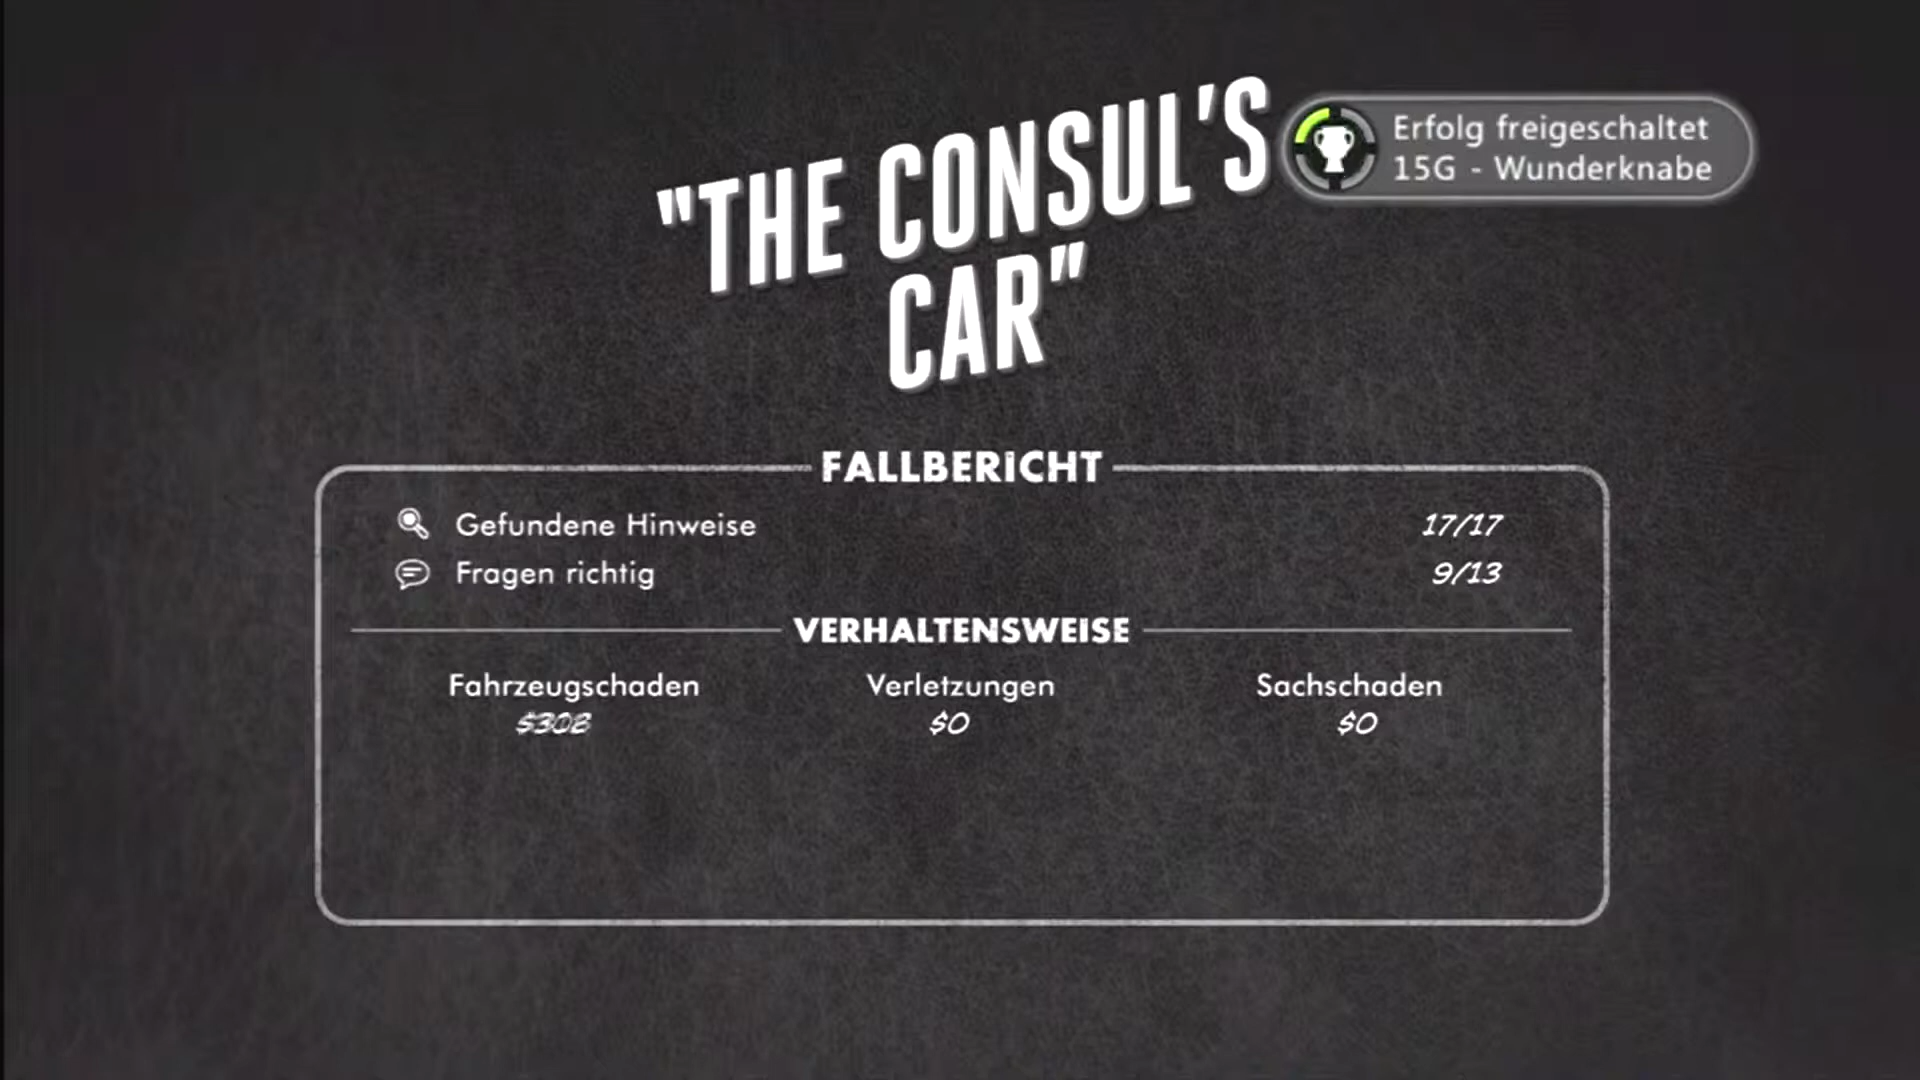 "THE CONSUL'S
CAR"
Erfolg freigeschaltet
15G - Wunderknabe
FALLBERICHT
Gefundene Hinweise 17/17
Fragen richtig 9/13
VERHALTENSWEISE
Fahrzeugschaden Verletzungen Sachschaden
$0 $0